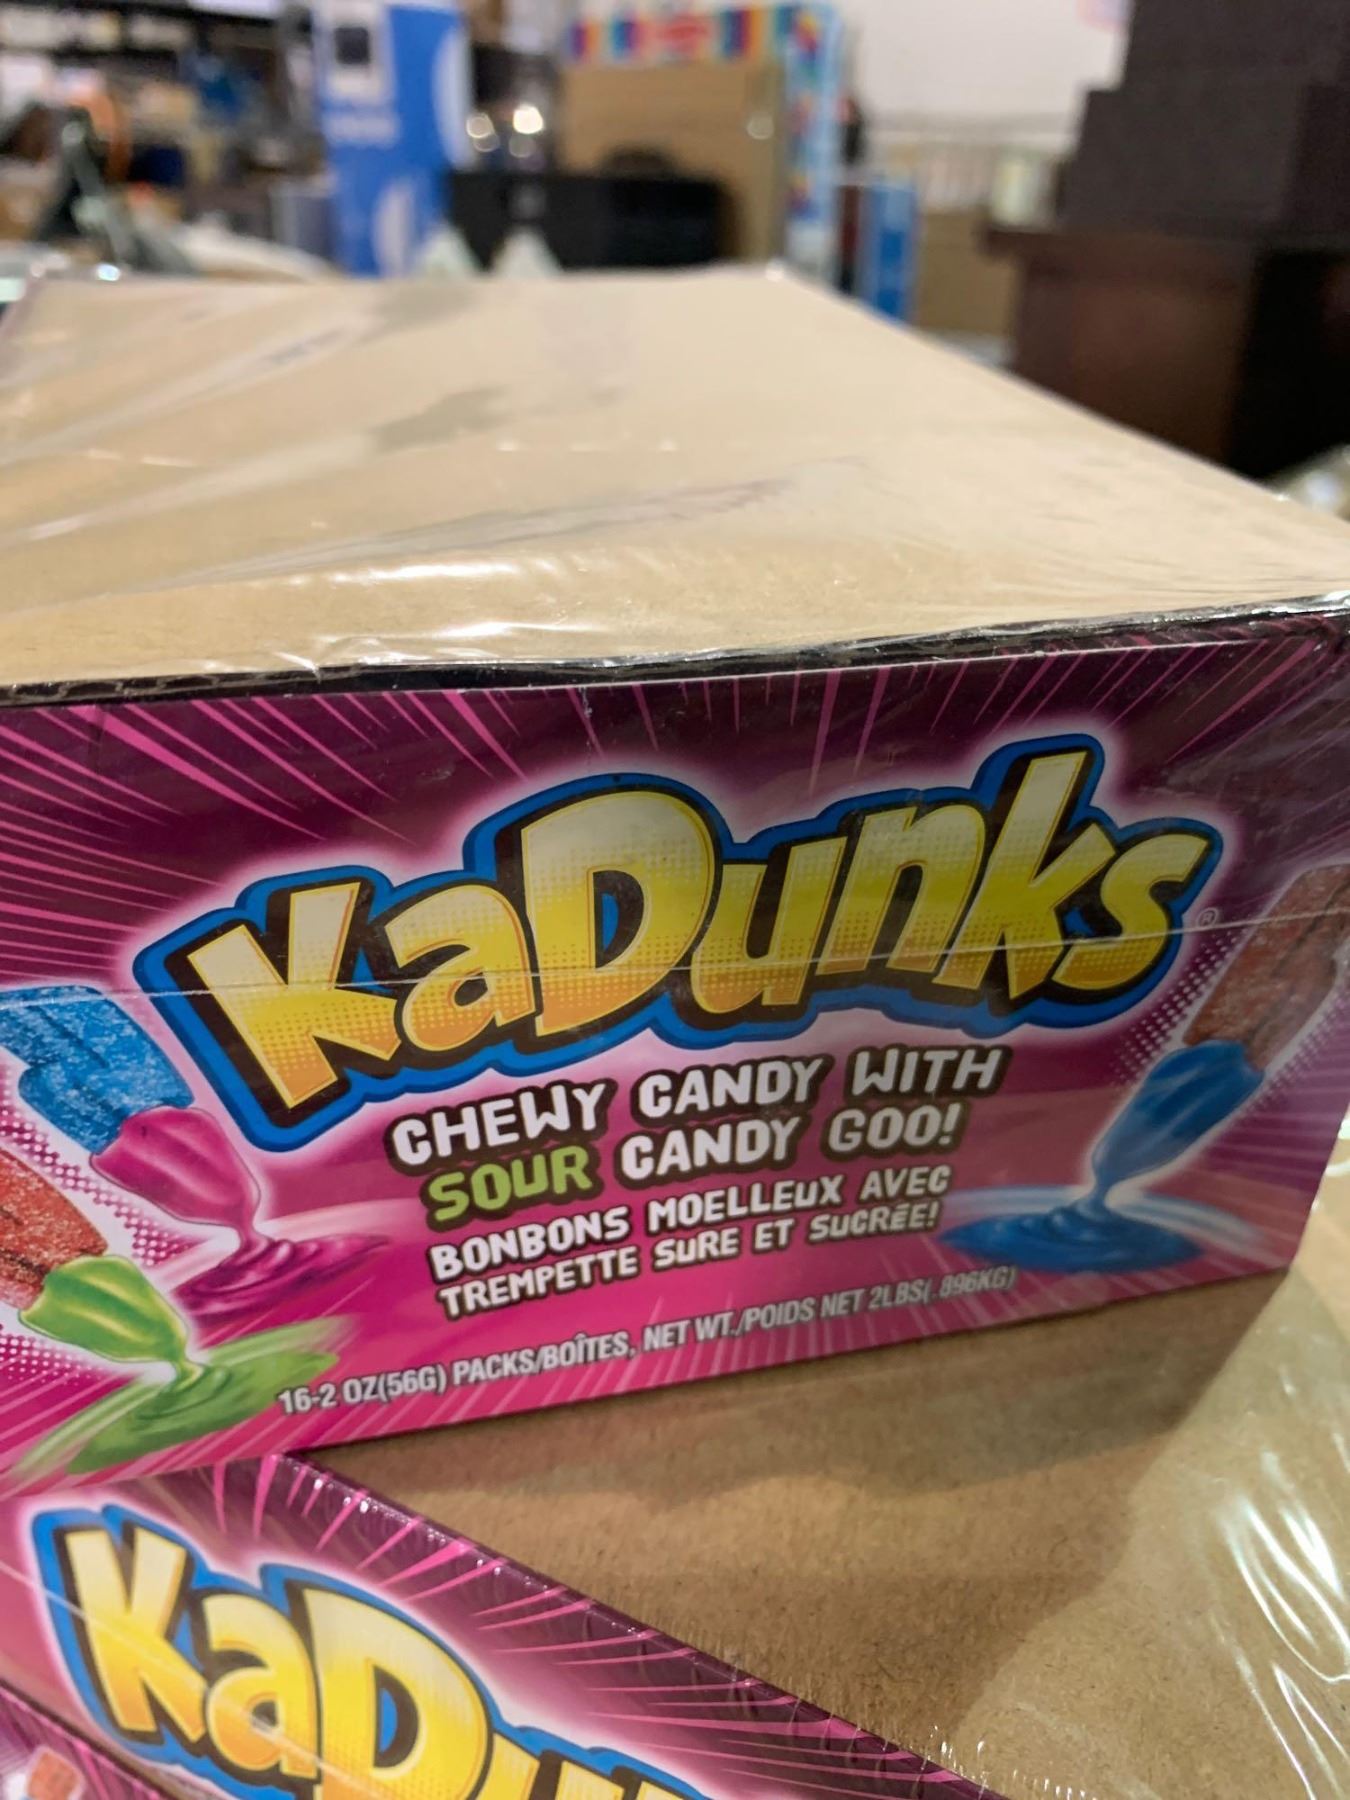 KaDunks®
CHEWY CANDY WITH
SOUR CANDY GOO!
BONBONS MOELLEUX AVEC
TREMPETTE SURE ET SUCRÉE!
16-2 OZ(56G) PACKS/BOÎTES, NET WT./POIDS NET 2LBS(.896KG)
KaDu